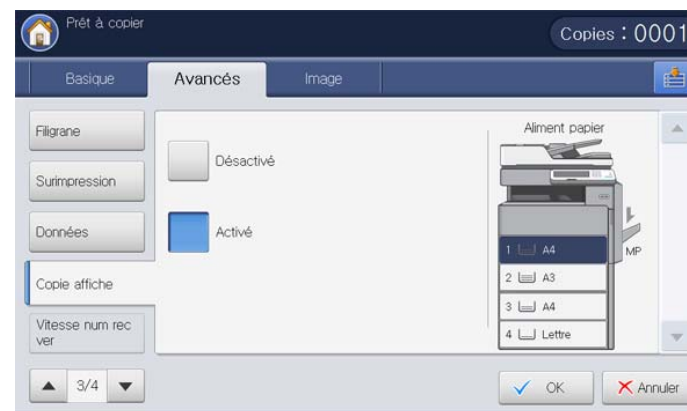 Prêt à copier
Copies : 0001
Basique
Avancés
Image
Filigrane
Surimpression
Données
Copie affiche
Vitesse num rec
ver
3/4
Désactivé
Activé
Aliment papier
MP
1 A4
2 A3
3 A4
4 Lettre
OK
Annuler